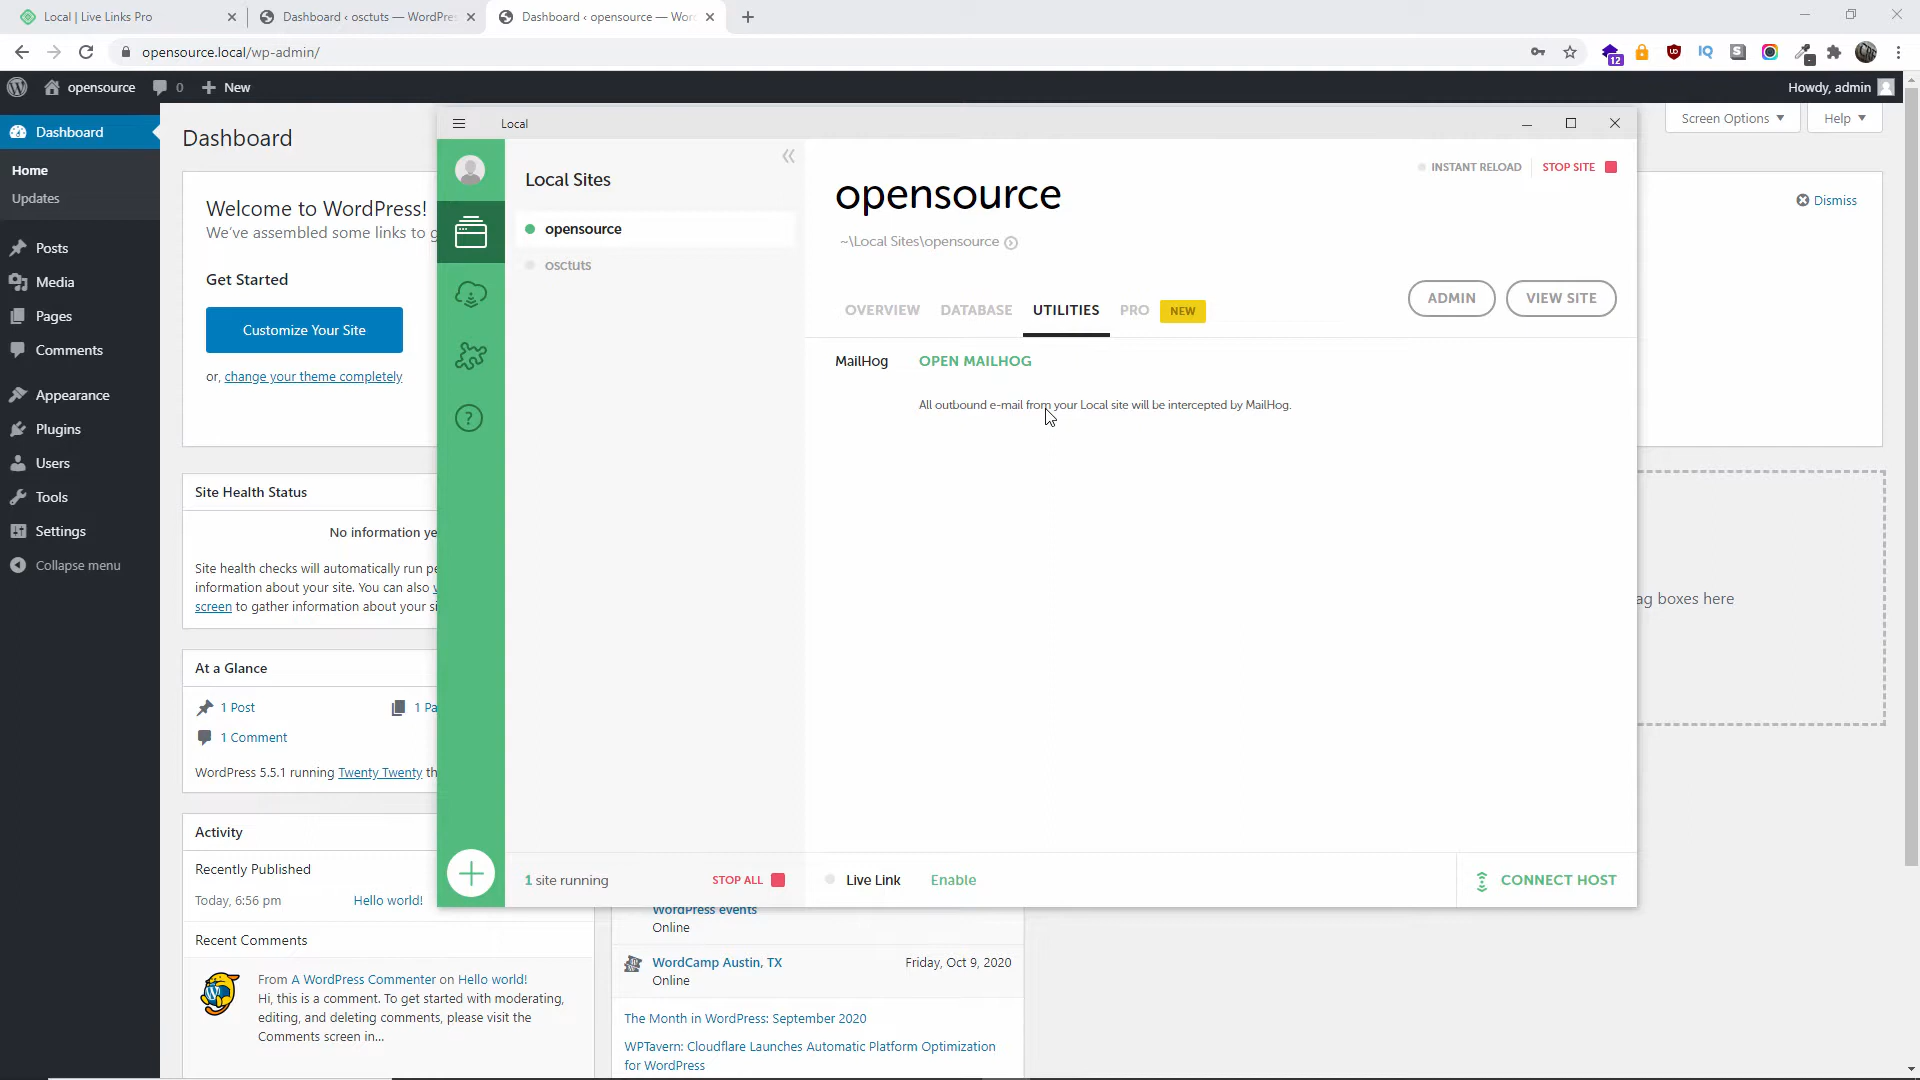 Local | Live Links Pro
Dashboard ‹ osctuts — WordPres
Dashboard ‹ opensource — Wor
opensource.local/wp-admin/
12
opensource
0
New
Howdy, admin
Dashboard
Home
Updates
Posts
Media
Pages
Comments
Appearance
Plugins
Users
Tools
Settings
Collapse menu
Dashboard
Screen Options
Help
Welcome to WordPress!
We've assembled some links to g
Dismiss
Get Started
Customize Your Site
or, change your theme completely
Site Health Status
No information ye
Site health checks will automatically run pe
information about your site. You can also
screen to gather information about your si
At a Glance
1 Post
1 Pa
1 Comment
WordPress 5.5.1 running Twenty Twenty th
Activity
Recently Published
Today, 6:56 pm
Hello world!
Recent Comments
From A WordPress Commenter on Hello world!
Hi, this is a comment. To get started with moderating,
editing, and deleting comments, please visit the
Comments screen in...
Local
Local Sites
opensource
osctuts
1 site running
STOP ALL
INSTANT RELOAD
STOP SITE
opensource
~\Local Sites\opensource
OVERVIEW
DATABASE
UTILITIES
PRO
NEW
ADMIN
VIEW SITE
MailHog
OPEN MAILHOG
All outbound e-mail from your Local site will be intercepted by MailHog.
Live Link
Enable
CONNECT HOST
ag boxes here
WordPress events
Online
WordCamp Austin, TX
Friday, Oct 9, 2020
Online
The Month in WordPress: September 2020
WPTavern: Cloudflare Launches Automatic Platform Optimization
for WordPress